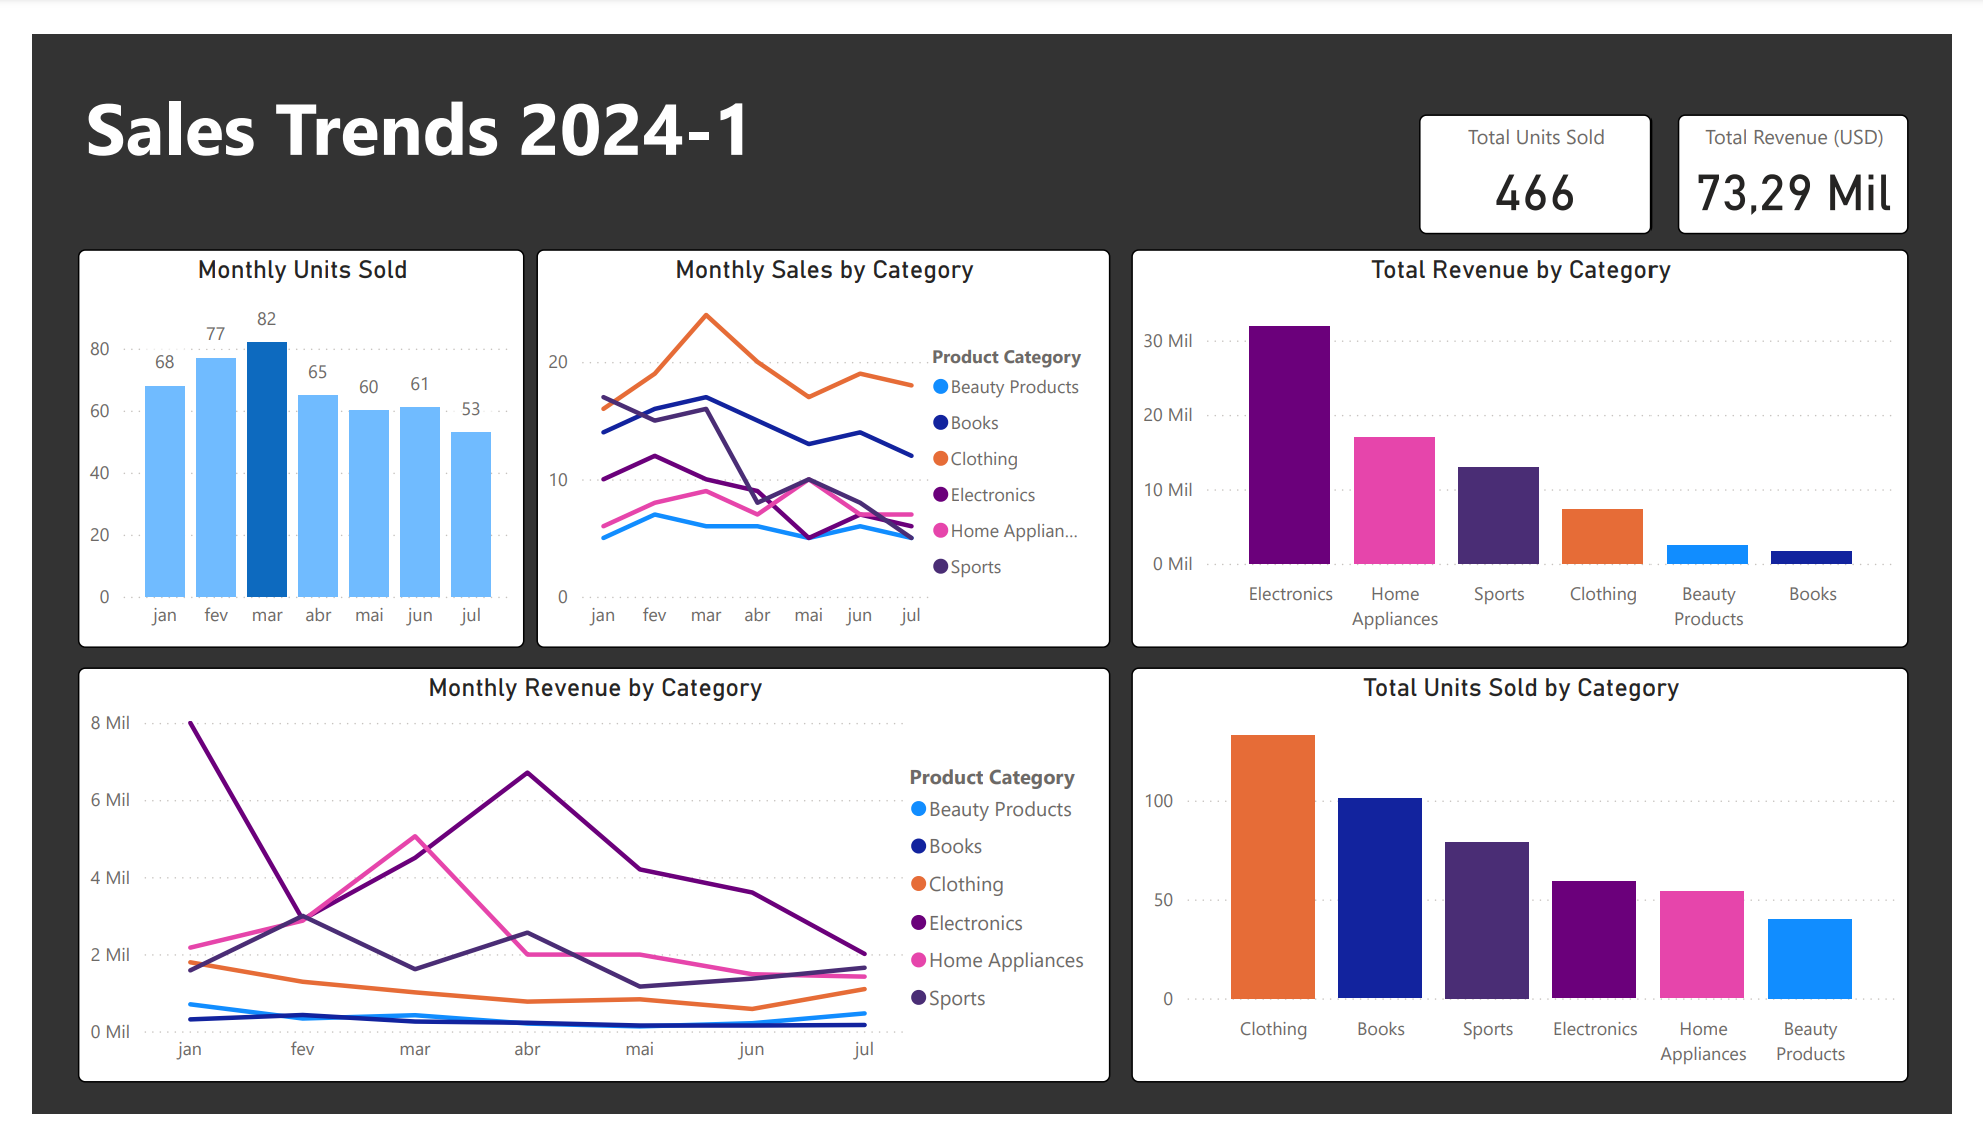 Sales Trends 2024-1
Total Units Sold
466
Total Revenue (USD)
73,29 Mil
Monthly Units Sold
80
60
40
20
0
68
77
82
65
60
61
53
jan fev mar abr mai jun jul
Monthly Sales by Category
20
10
0
jan fev mar abr mai jun jul
Product Category
Beauty Products
Books
Clothing
Electronics
Home Applian...
Sports
Total Revenue by Category
30 Mil
20 Mil
10 Mil
0 Mil
Electronics
Home
Appliances
Sports
Clothing
Beauty
Products
Books
Monthly Revenue by Category
8 Mil
6 Mil
4 Mil
2 Mil
0 Mil
jan fev mar abr mai jun jul
Product Category
Beauty Products
Books
Clothing
Electronics
Home Appliances
Sports
Total Units Sold by Category
100
50
0
Clothing
Books
Sports
Electronics
Home
Appliances
Beauty
Products